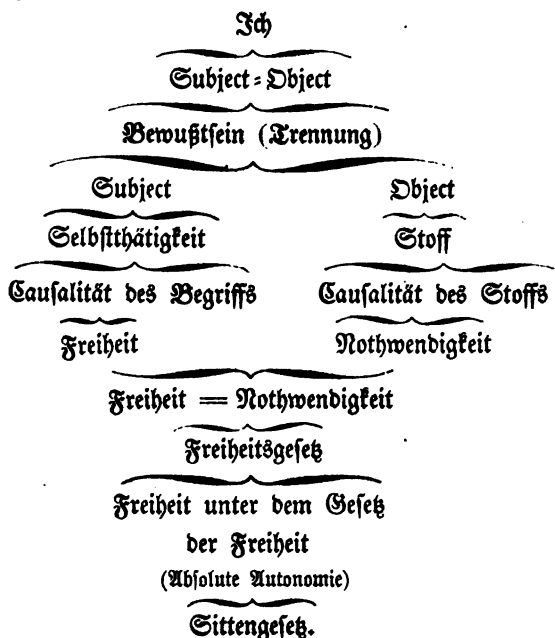 Ich
Subject-Object
Bewußtsein (Trennung)
Subject Object
Selbstthätigkeit Stoff
Causalität des Begriffs Causalität des Stoffs
Freiheit Nothwendigkeit
Freiheit = Nothwendigkeit
Freiheitsgesetz
Freiheit unter dem Gesetz
der Freiheit
(Absolute Autonomie)
Sittengesetz.